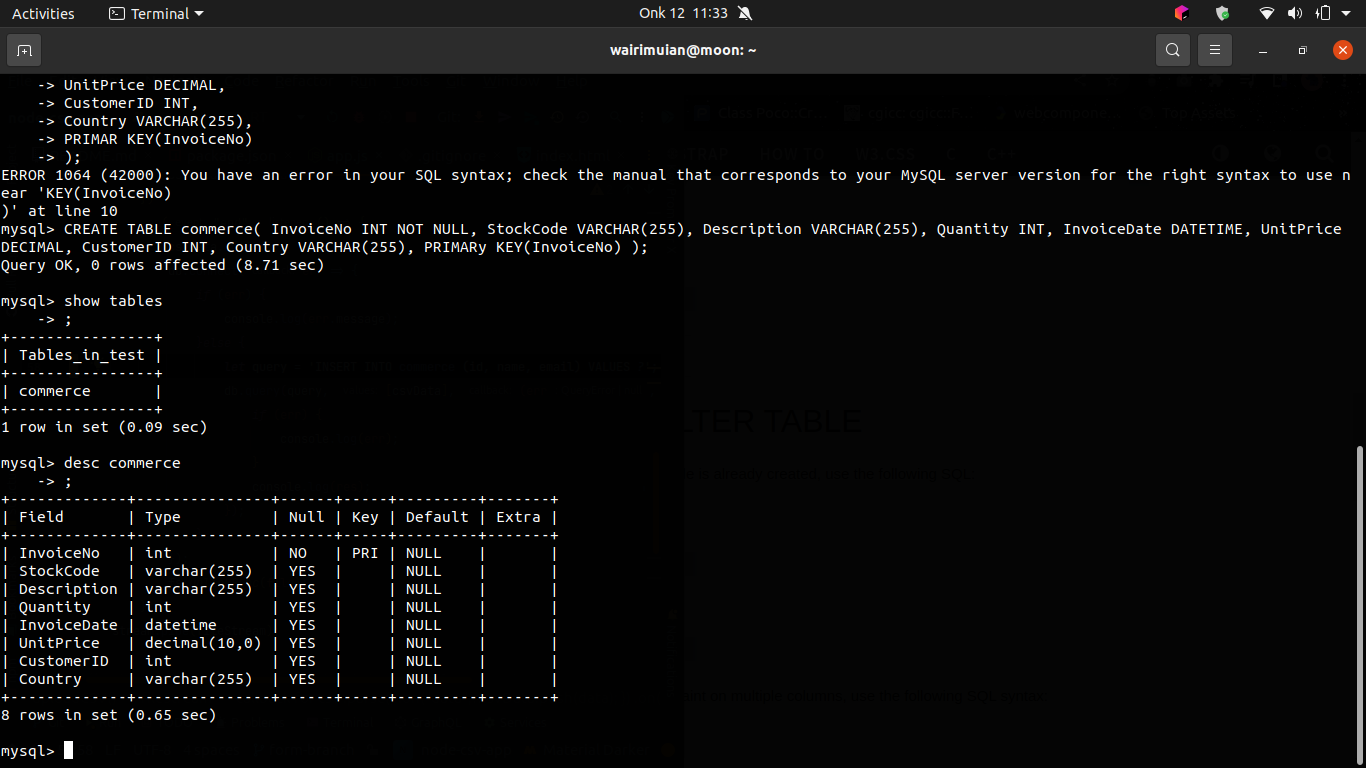 Activities
Terminal
Onk 12 11:33
wairimuian@moon: ~
    -> UnitPrice DECIMAL,
    -> CustomerID INT,
    -> Country VARCHAR(255),
    -> PRIMAR KEY(InvoiceNo)
    -> );
ERROR 1064 (42000): You have an error in your SQL syntax; check the manual that corresponds to your MySQL server version for the right syntax to use n
ear 'KEY(InvoiceNo)
)' at line 10
mysql> CREATE TABLE commerce( InvoiceNo INT NOT NULL, StockCode VARCHAR(255), Description VARCHAR(255), Quantity INT, InvoiceDate DATETIME, UnitPrice
DECIMAL, CustomerID INT, Country VARCHAR(255), PRIMARy KEY(InvoiceNo) );
Query OK, 0 rows affected (8.71 sec)
mysql> show tables
    -> ;
+----------------+
| Tables_in_test |
+----------------+
| commerce       |
+----------------+
1 row in set (0.09 sec)
mysql> desc commerce
    -> ;
+-------------+---------------+------+-----+---------+-------+
| Field       | Type          | Null | Key | Default | Extra |
+-------------+---------------+------+-----+---------+-------+
| InvoiceNo   | int           | NO   | PRI | NULL    |       |
| StockCode   | varchar(255)  | YES  |     | NULL    |       |
| Description | varchar(255)  | YES  |     | NULL    |       |
| Quantity    | int           | YES  |     | NULL    |       |
| InvoiceDate | datetime      | YES  |     | NULL    |       |
| UnitPrice   | decimal(10,0) | YES  |     | NULL    |       |
| CustomerID  | int           | YES  |     | NULL    |       |
| Country     | varchar(255)  | YES  |     | NULL    |       |
+-------------+---------------+------+-----+---------+-------+
8 rows in set (0.65 sec)
mysql>
LTER TABLE